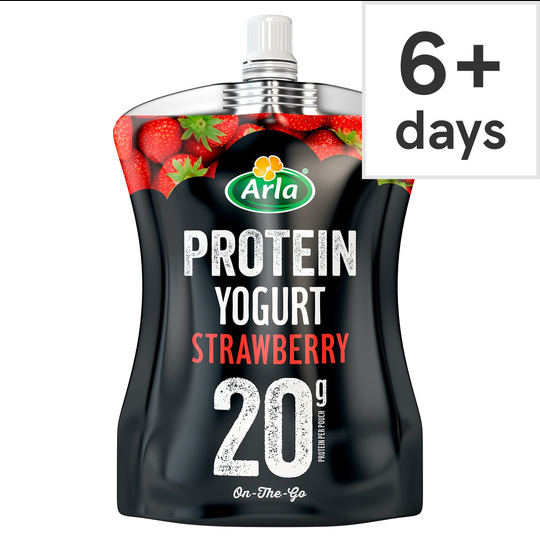 6+
days
Arla
PROTEIN
YOGURT
STRAWBERRY
20g
PROTEIN PER POUCH
On-The-Go